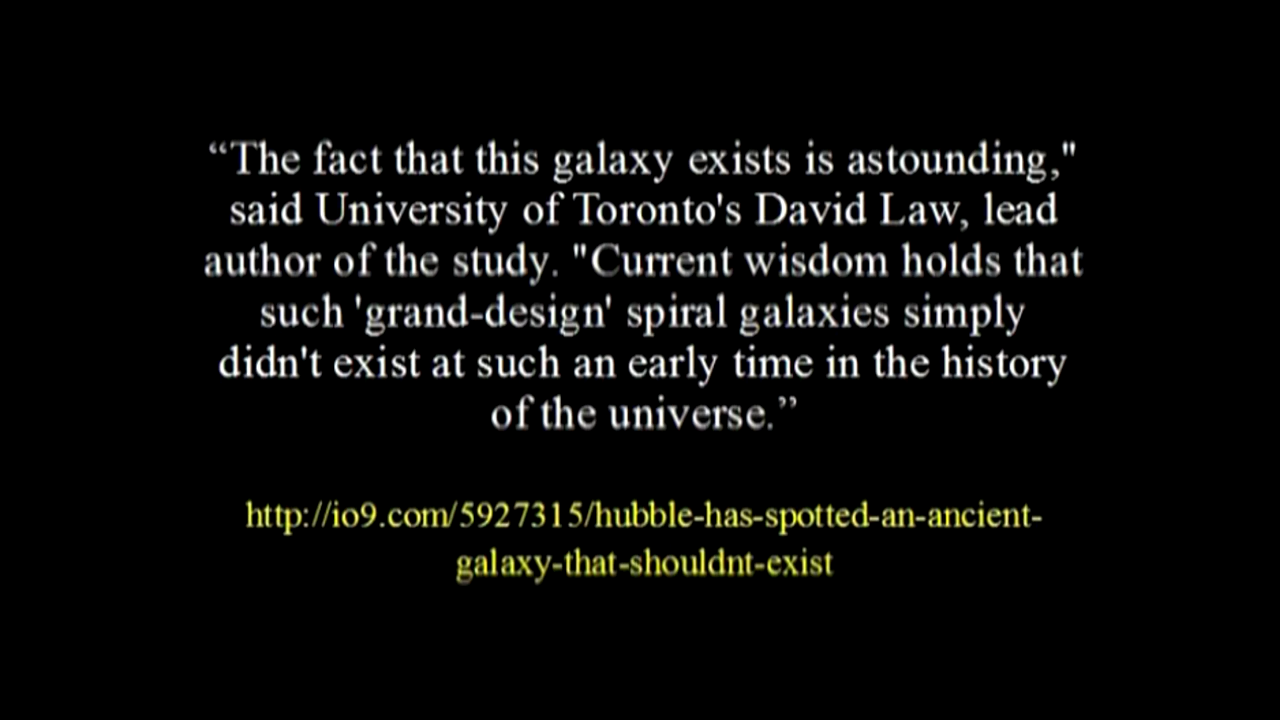 “The fact that this galaxy exists is astounding,"
said University of Toronto's David Law, lead
author of the study. "Current wisdom holds that
such 'grand-design' spiral galaxies simply
didn't exist at such an early time in the history
of the universe.”
http://io9.com/5927315/hubble-has-spotted-an-ancient-
galaxy-that-shouldnt-exist